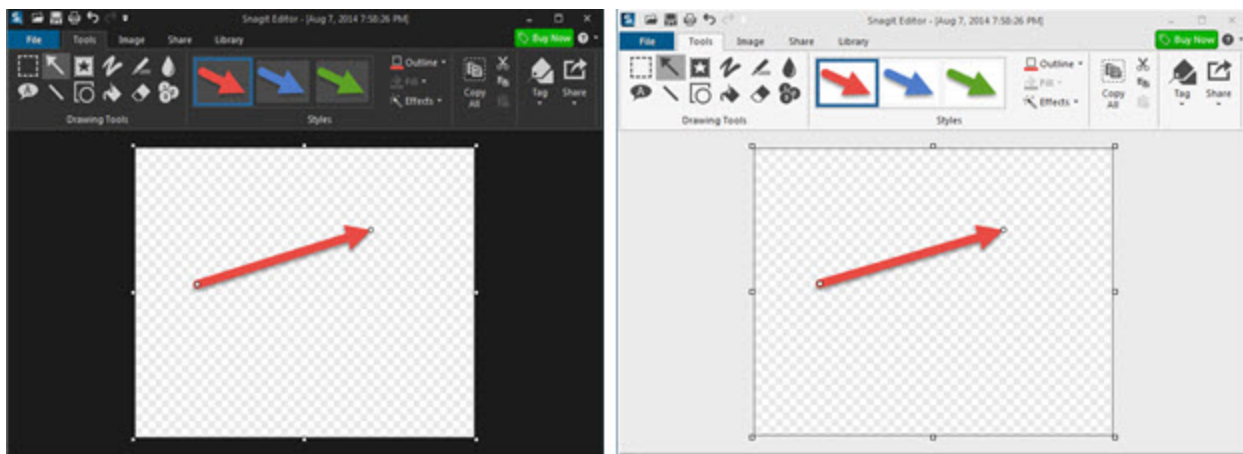 Snagit Editor - [Aug 7, 2014 7:58:26 PM]
File Tools Image Share Library Buy Now
Outline
Fill
Effects
Copy All
Tag
Share
Drawing Tools
Styles
Snagit Editor - [Aug 7, 2014 7:58:26 PM]
File Tools Image Share Library Buy Now
Outline
Fill
Effects
Copy All
Tag
Share
Drawing Tools
Styles